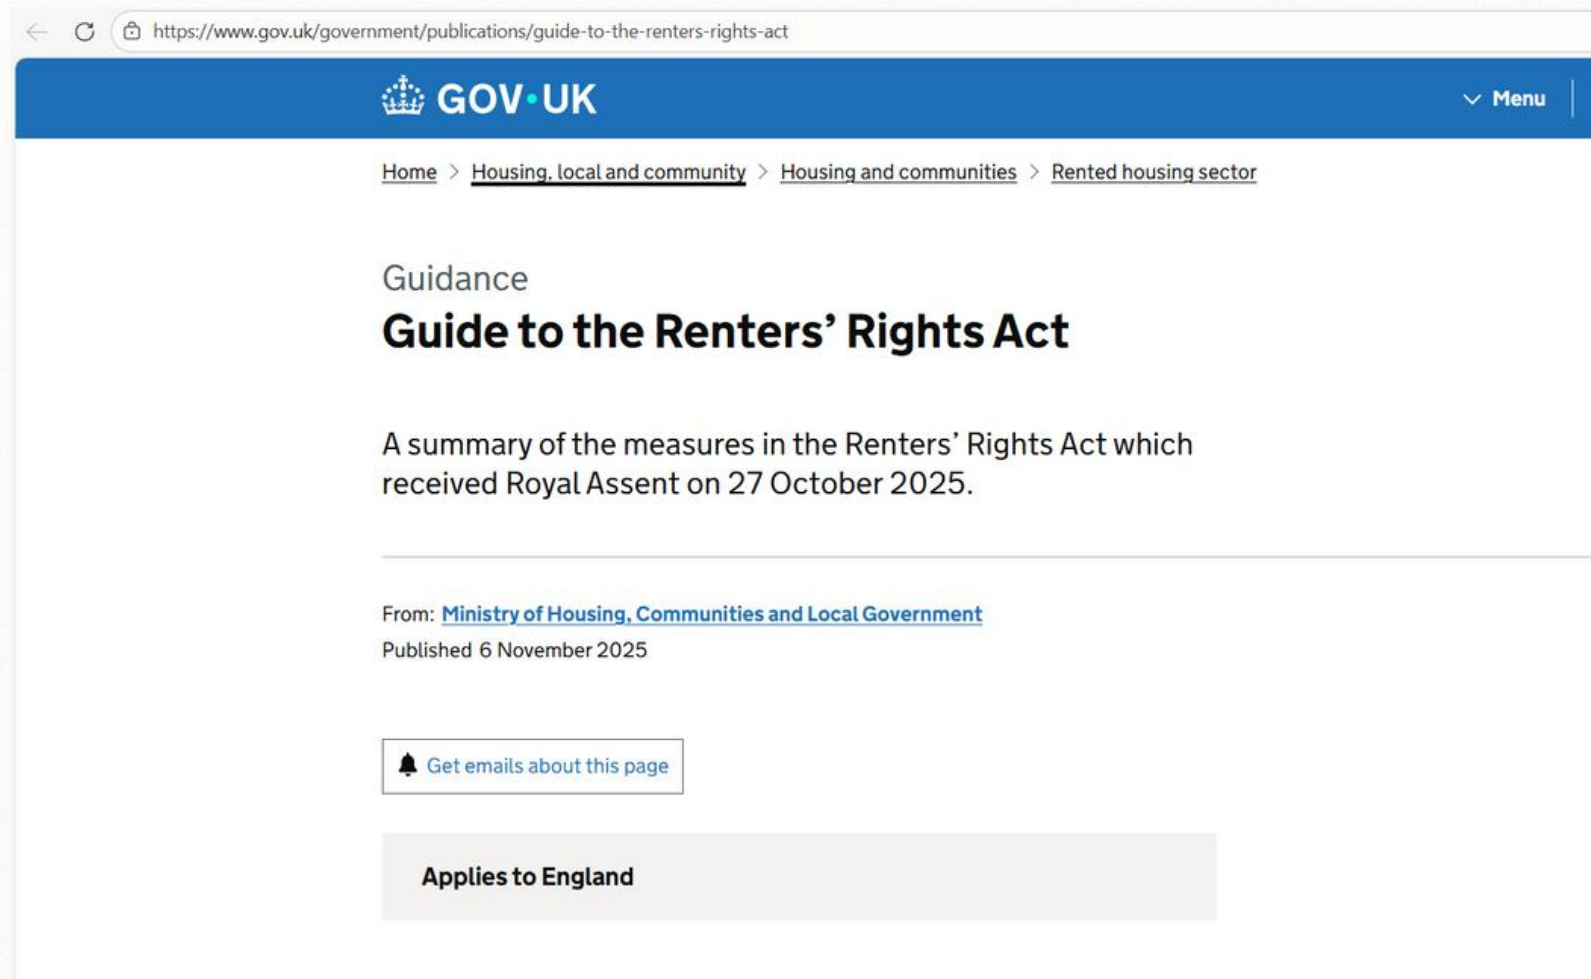 https://www.gov.uk/government/publications/guide-to-the-renters-rights-act
GOV·UK
Menu
Home > Housing, local and community > Housing and communities > Rented housing sector
Guidance
Guide to the Renters’ Rights Act
A summary of the measures in the Renters’ Rights Act which
received Royal Assent on 27 October 2025.
From: Ministry of Housing, Communities and Local Government
Published 6 November 2025
Get emails about this page
Applies to England